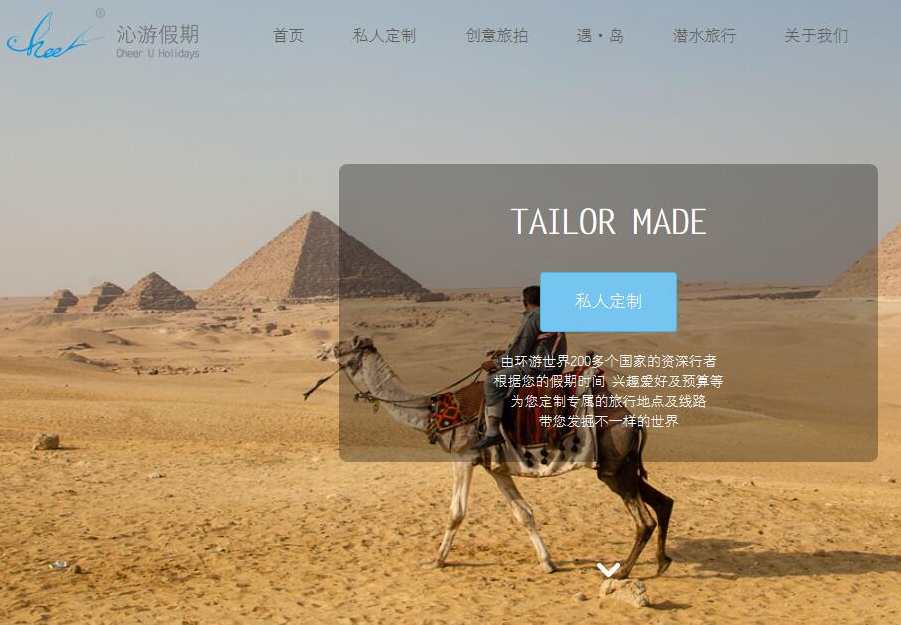 Cheer®
沁游假期
Cheer U Holidays
首页 私人定制 创意旅拍 遇·岛 潜水旅行 关于我们
TAILOR MADE
私人定制
由环游世界200多个国家的资深行者
根据您的假期时间 兴趣爱好及预算等
为您定制专属的旅行地点及线路
带您发掘不一样的世界